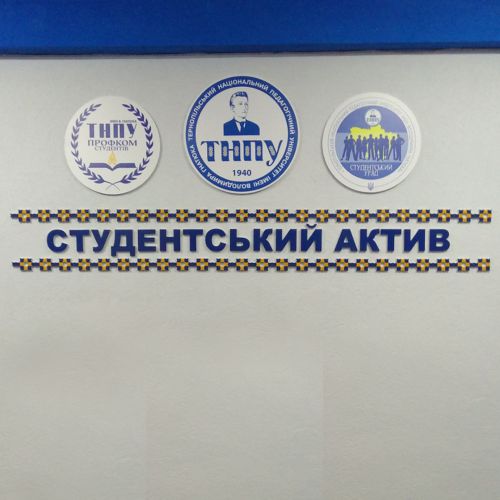 ТНПУ
ПРОФКОМ
СТУДЕНТІВ
ТЕРНОПІЛЬСЬКИЙ НАЦІОНАЛЬНИЙ ПЕДАГОГІЧНИЙ УНІВЕРСИТЕТ ІМЕНІ ВОЛОДИМИРА ГНАТЮКА
ТНПУ
1940
СТУДЕНТСЬКИЙ
УРЯД
СТУДЕНТСЬКИЙ АКТИВ